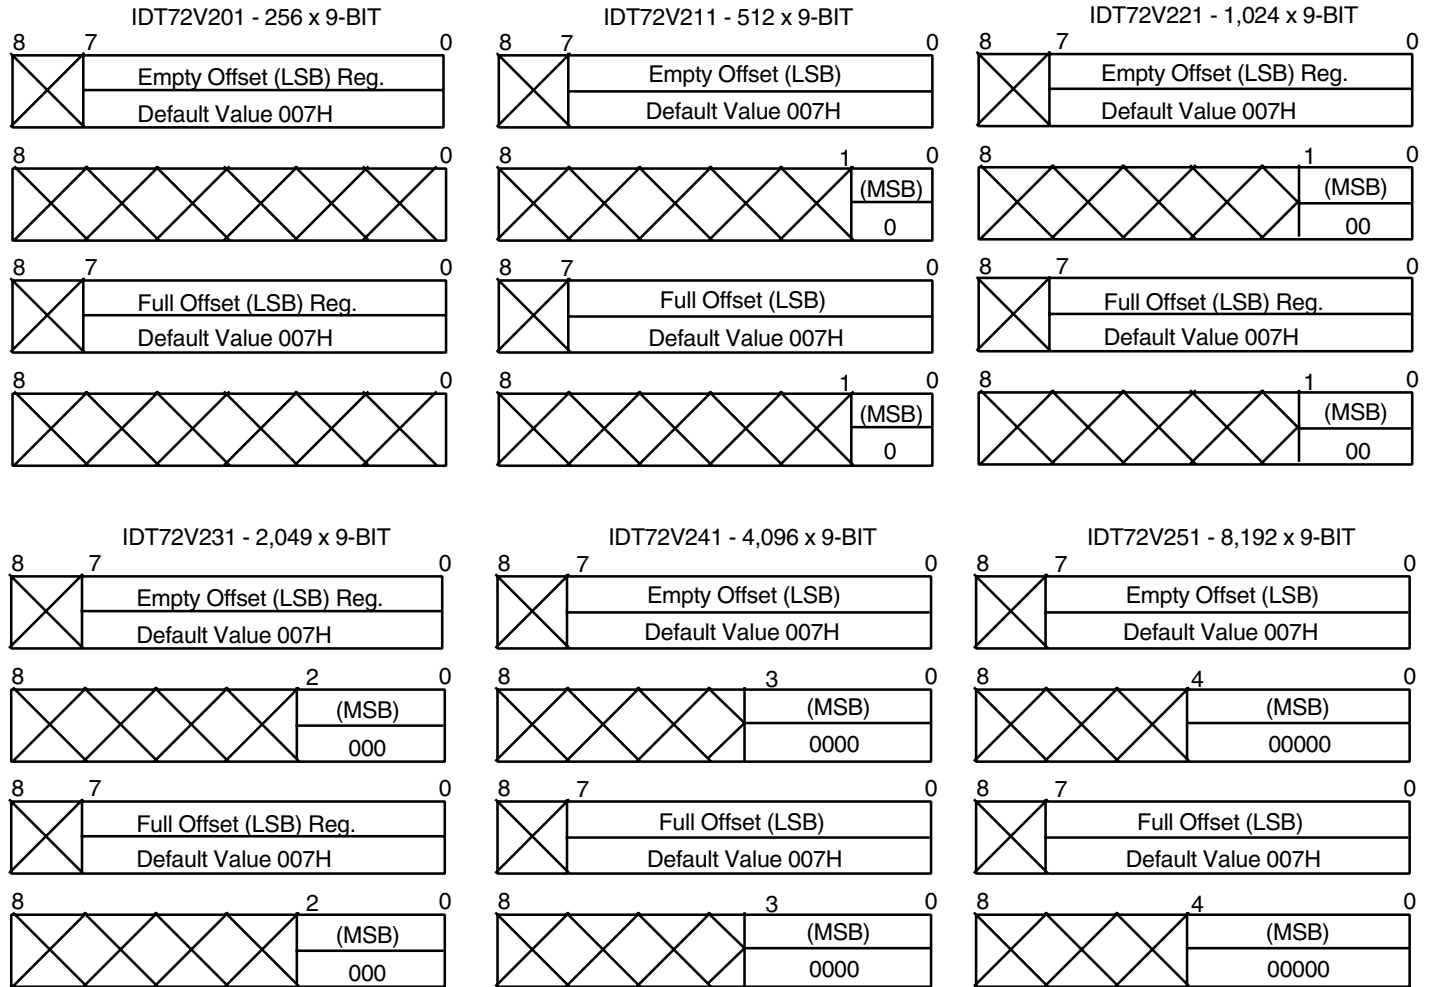 IDT72V201 - 256 x 9-BIT
8 7 0
Empty Offset (LSB) Reg.
Default Value 007H
8 0
8 7 0
Full Offset (LSB) Reg.
Default Value 007H
8 0
IDT72V211 - 512 x 9-BIT
8 7 0
Empty Offset (LSB)
Default Value 007H
8 1 0
(MSB)
0
8 7 0
Full Offset (LSB)
Default Value 007H
8 1 0
(MSB)
0
IDT72V221 - 1,024 x 9-BIT
8 7 0
Empty Offset (LSB) Reg.
Default Value 007H
8 1 0
(MSB)
00
8 7 0
Full Offset (LSB) Reg.
Default Value 007H
8 1 0
(MSB)
00
IDT72V231 - 2,049 x 9-BIT
8 7 0
Empty Offset (LSB) Reg.
Default Value 007H
8 2 0
(MSB)
000
8 7 0
Full Offset (LSB) Reg.
Default Value 007H
8 2 0
(MSB)
000
IDT72V241 - 4,096 x 9-BIT
8 7 0
Empty Offset (LSB)
Default Value 007H
8 3 0
(MSB)
0000
8 7 0
Full Offset (LSB)
Default Value 007H
8 3 0
(MSB)
0000
IDT72V251 - 8,192 x 9-BIT
8 7 0
Empty Offset (LSB)
Default Value 007H
8 4 0
(MSB)
00000
8 7 0
Full Offset (LSB)
Default Value 007H
8 4 0
(MSB)
00000